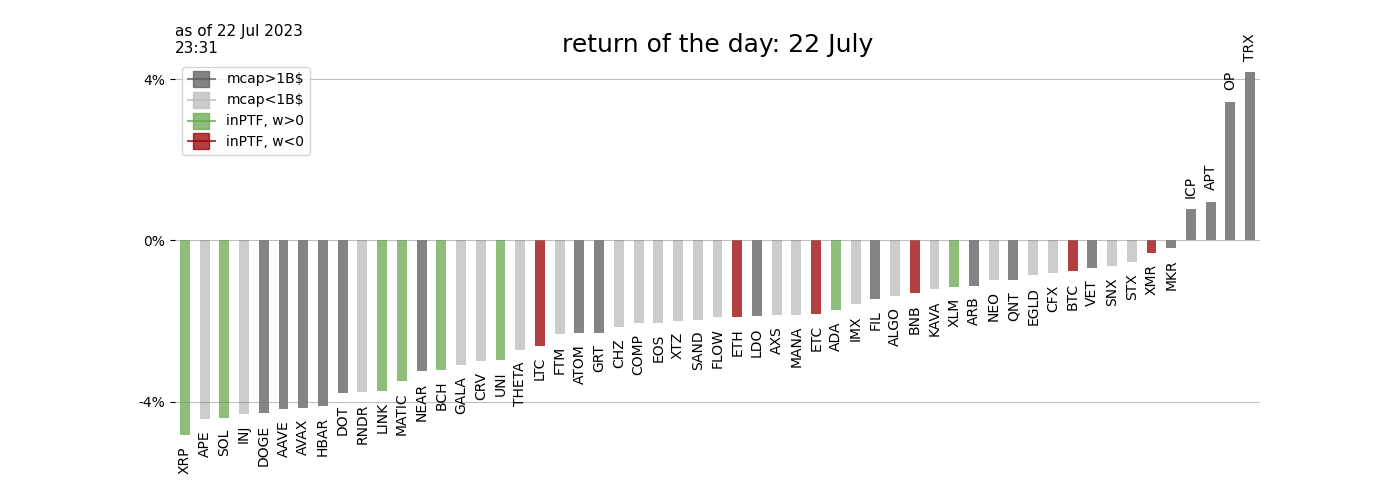 as of 22 Jul 2023
23:31
return of the day: 22 July
mcap>1B$
mcap<1B$
inPTF, w>0
inPTF, w<0
4%
0%
-4%
XRP
APE
SOL
INJ
DOGE
AAVE
AVAX
HBAR
DOT
RNDR
LINK
MATIC
NEAR
BCH
GALA
CRV
UNI
THETA
LTC
FTM
ATOM
GRT
CHZ
COMP
EOS
XTZ
SAND
FLOW
ETH
LDO
AXS
MANA
ETC
ADA
IMX
FIL
ALGO
BNB
KAVA
XLM
ARB
NEO
QNT
EGLD
CFX
BTC
VET
SNX
STX
XMR
MKR
ICP
APT
OP
TRX